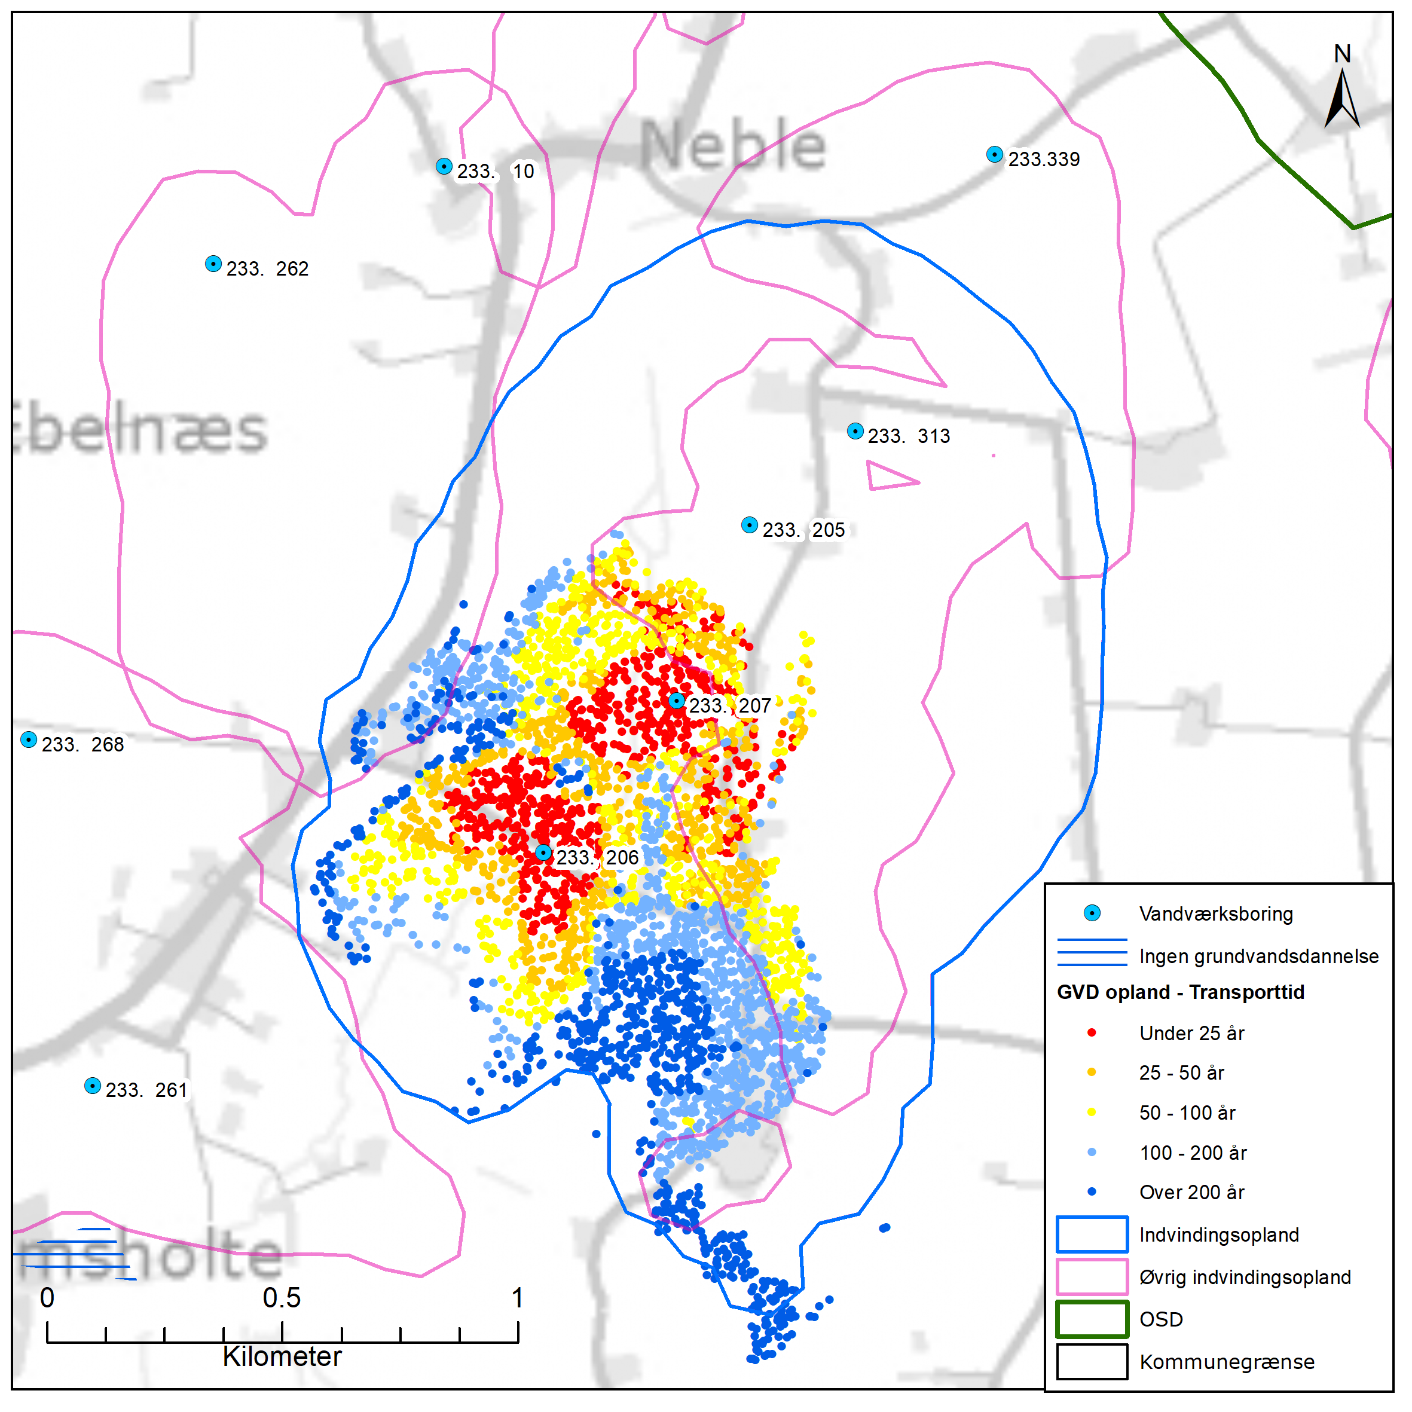 N
Neble
233. 10
233.339
233. 262
Ebelnæs
233. 313
233. 205
233. 207
233. 268
233. 206
233. 261
msholte
0 0.5 1
Kilometer
Vandværksboring
Ingen grundvandsdannelse
GVD opland - Transporttid
Under 25 år
25 - 50 år
50 - 100 år
100 - 200 år
Over 200 år
Indvindingsopland
Øvrig indvindingsopland
OSD
Kommunegrænse